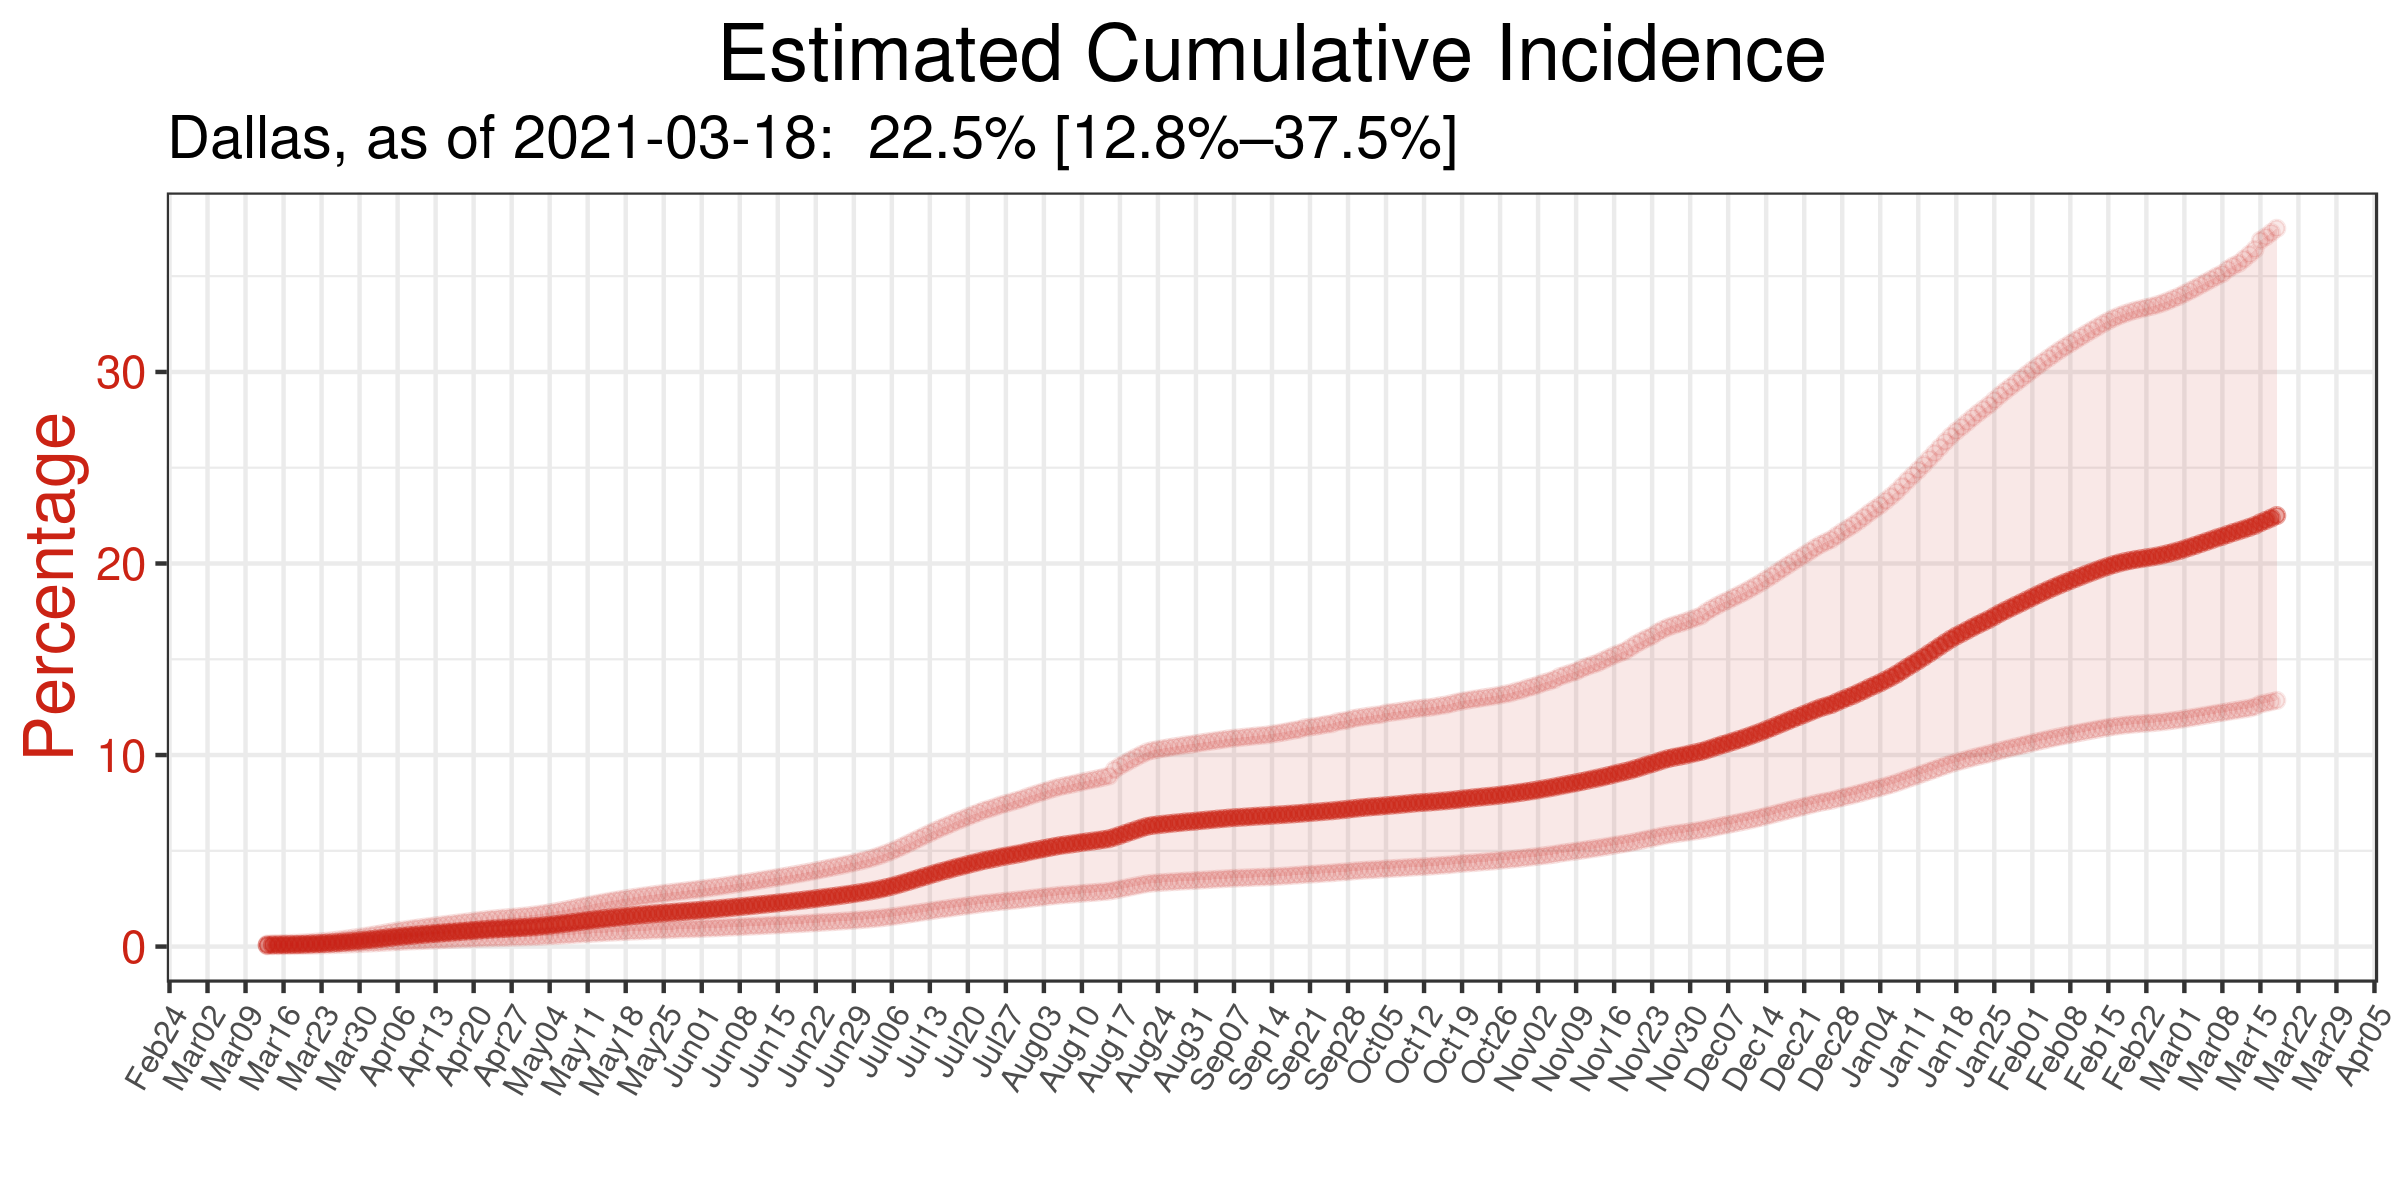 Estimated Cumulative Incidence
Dallas, as of 2021-03-18:  22.5% [12.8%–37.5%]
Percentage
30
20
10
0
Feb24
Mar02
Mar09
Mar16
Mar23
Mar30
Apr06
Apr13
Apr20
Apr27
May04
May11
May18
May25
Jun01
Jun08
Jun15
Jun22
Jun29
Jul06
Jul13
Jul20
Jul27
Aug03
Aug10
Aug17
Aug24
Aug31
Sep07
Sep14
Sep21
Sep28
Oct05
Oct12
Oct19
Oct26
Nov02
Nov09
Nov16
Nov23
Nov30
Dec07
Dec14
Dec21
Dec28
Jan04
Jan11
Jan18
Jan25
Feb01
Feb08
Feb15
Feb22
Mar01
Mar08
Mar15
Mar22
Mar29
Apr05